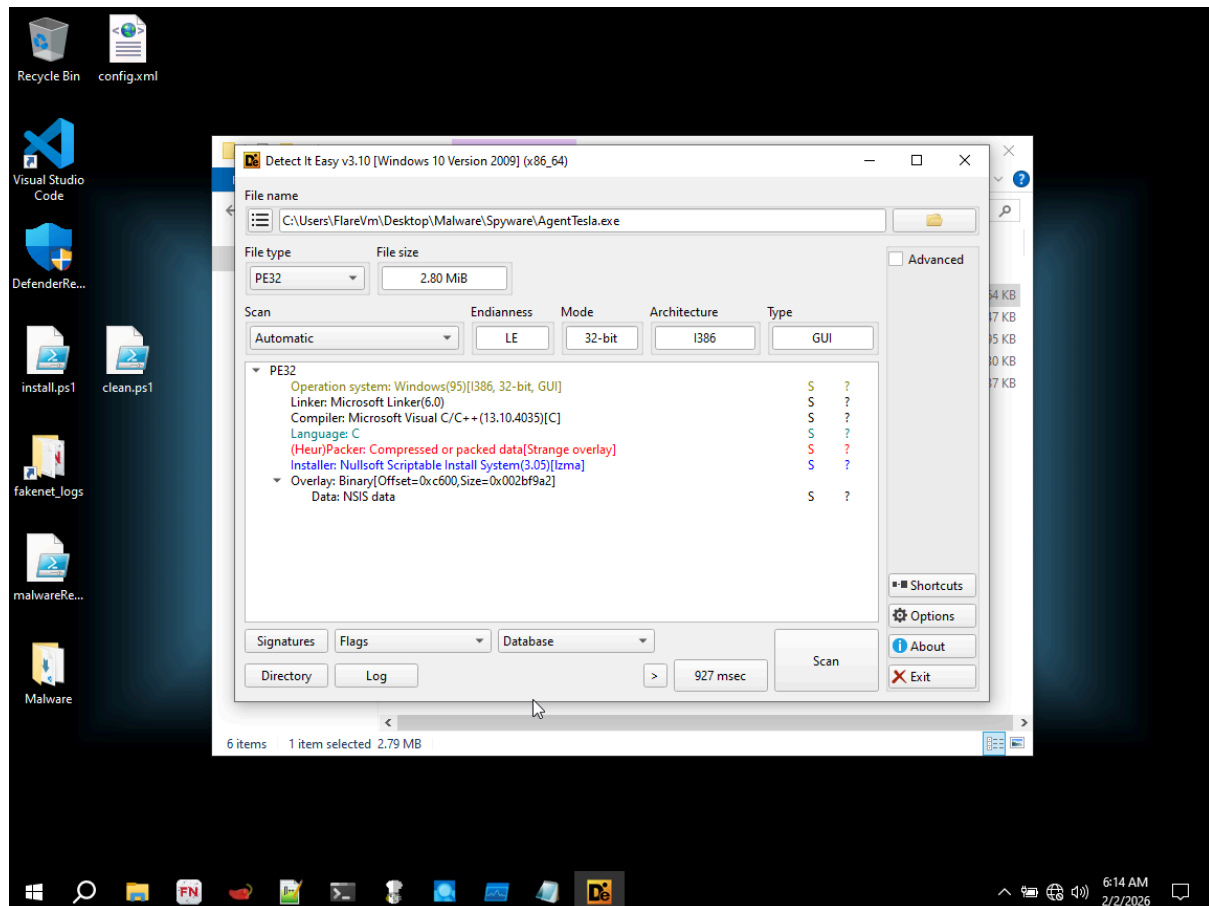 Recycle Bin
config.xml
Visual Studio
Code
DefenderRe...
install.ps1
clean.ps1
fakenet_logs
malwareRe...
Malware
Detect It Easy v3.10 [Windows 10 Version 2009] (x86_64)
File name
C:\Users\FlareVm\Desktop\Malware\Spyware\AgentTesla.exe
File type
File size
PE32
2.80 MiB
Advanced
Scan
Endianness
Mode
Architecture
Type
Automatic
LE
32-bit
I386
GUI
PE32
Operation system: Windows(95)[I386, 32-bit, GUI] S ?
Linker: Microsoft Linker(6.0) S ?
Compiler: Microsoft Visual C/C++(13.10.4035)[C] S ?
Language: C S ?
(Heur)Packer: Compressed or packed data[Strange overlay] S ?
Installer: Nullsoft Scriptable Install System(3.05)[lzma] S ?
Overlay: Binary[Offset=0xc600,Size=0x002bf9a2]
Data: NSIS data S ?
Shortcuts
Options
About
Exit
Signatures
Flags
Database
Scan
Directory
Log
>
927 msec
KB
KB
KB
KB
KB
6 items
1 item selected 2.79 MB
FN
De
6:14 AM
2/2/2026